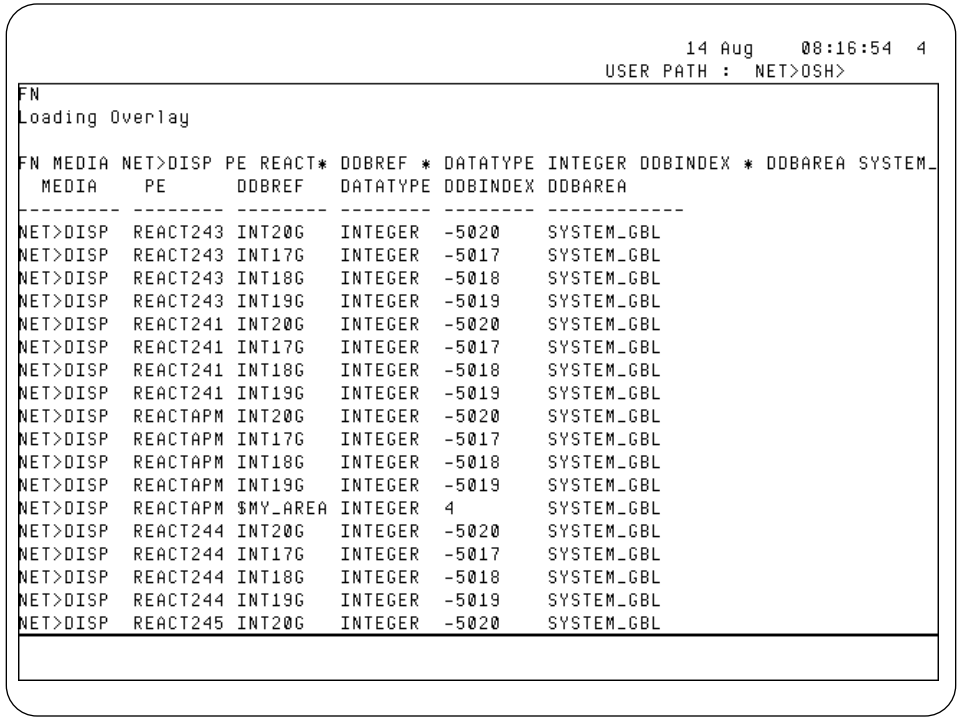 14 Aug 08:16:54 4
USER PATH : NET>OSH>
FN
Loading Overlay
FN MEDIA NET>DISP PE REACT* DDBREF * DATATYPE INTEGER DDBINDEX * DDBAREA SYSTEM_
MEDIA PE DDBREF DATATYPE DDBINDEX DDBAREA
--------- -------- -------- -------- -------- ------------
NET>DISP REACT243 INT20G INTEGER -5020 SYSTEM_GBL
NET>DISP REACT243 INT17G INTEGER -5017 SYSTEM_GBL
NET>DISP REACT243 INT18G INTEGER -5018 SYSTEM_GBL
NET>DISP REACT243 INT19G INTEGER -5019 SYSTEM_GBL
NET>DISP REACT241 INT20G INTEGER -5020 SYSTEM_GBL
NET>DISP REACT241 INT17G INTEGER -5017 SYSTEM_GBL
NET>DISP REACT241 INT18G INTEGER -5018 SYSTEM_GBL
NET>DISP REACT241 INT19G INTEGER -5019 SYSTEM_GBL
NET>DISP REACTAPM INT20G INTEGER -5020 SYSTEM_GBL
NET>DISP REACTAPM INT17G INTEGER -5017 SYSTEM_GBL
NET>DISP REACTAPM INT18G INTEGER -5018 SYSTEM_GBL
NET>DISP REACTAPM INT19G INTEGER -5019 SYSTEM_GBL
NET>DISP REACTAPM $MY_AREA INTEGER 4 SYSTEM_GBL
NET>DISP REACT244 INT20G INTEGER -5020 SYSTEM_GBL
NET>DISP REACT244 INT17G INTEGER -5017 SYSTEM_GBL
NET>DISP REACT244 INT18G INTEGER -5018 SYSTEM_GBL
NET>DISP REACT244 INT19G INTEGER -5019 SYSTEM_GBL
NET>DISP REACT245 INT20G INTEGER -5020 SYSTEM_GBL